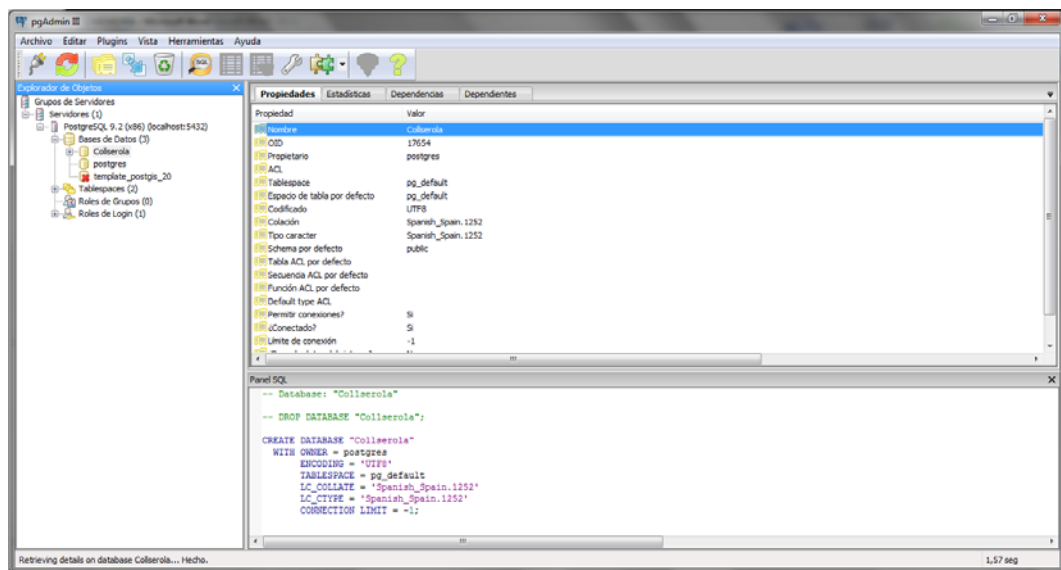 pgAdmin III
Archivo Editar Plugins Vista Herramientas Ayuda
SQL
Explorador de Objetos
Grupos de Servidores
Servidores (1)
PostgreSQL 9.2 (x86) (localhost:5432)
Bases de Datos (3)
Collserola
postgres
template_postgis_20
Tablespaces (2)
Roles de Grupos (0)
Roles de Login (1)
Propiedades Estadísticas Dependencias Dependientes
Propiedad Valor
Nombre Collserola
OID 17654
Propietario postgres
ACL
Tablespace pg_default
Espacio de tabla por defecto pg_default
Codificado UTF8
Colación Spanish_Spain.1252
Tipo caracter Spanish_Spain.1252
Schema por defecto public
Tabla ACL por defecto
Secuencia ACL por defecto
Función ACL por defecto
Default type ACL
Permitir conexiones? Sí
¿Conectado? Sí
Límite de conexión -1
Panel SQL
-- Database: "Collserola"
-- DROP DATABASE "Collserola";
CREATE DATABASE "Collserola"
WITH OWNER = postgres
ENCODING = 'UTF8'
TABLESPACE = pg_default
LC_COLLATE = 'Spanish_Spain.1252'
LC_CTYPE = 'Spanish_Spain.1252'
CONNECTION LIMIT = -1;
Retrieving details on database Collserola... Hecho. 1,57 seg